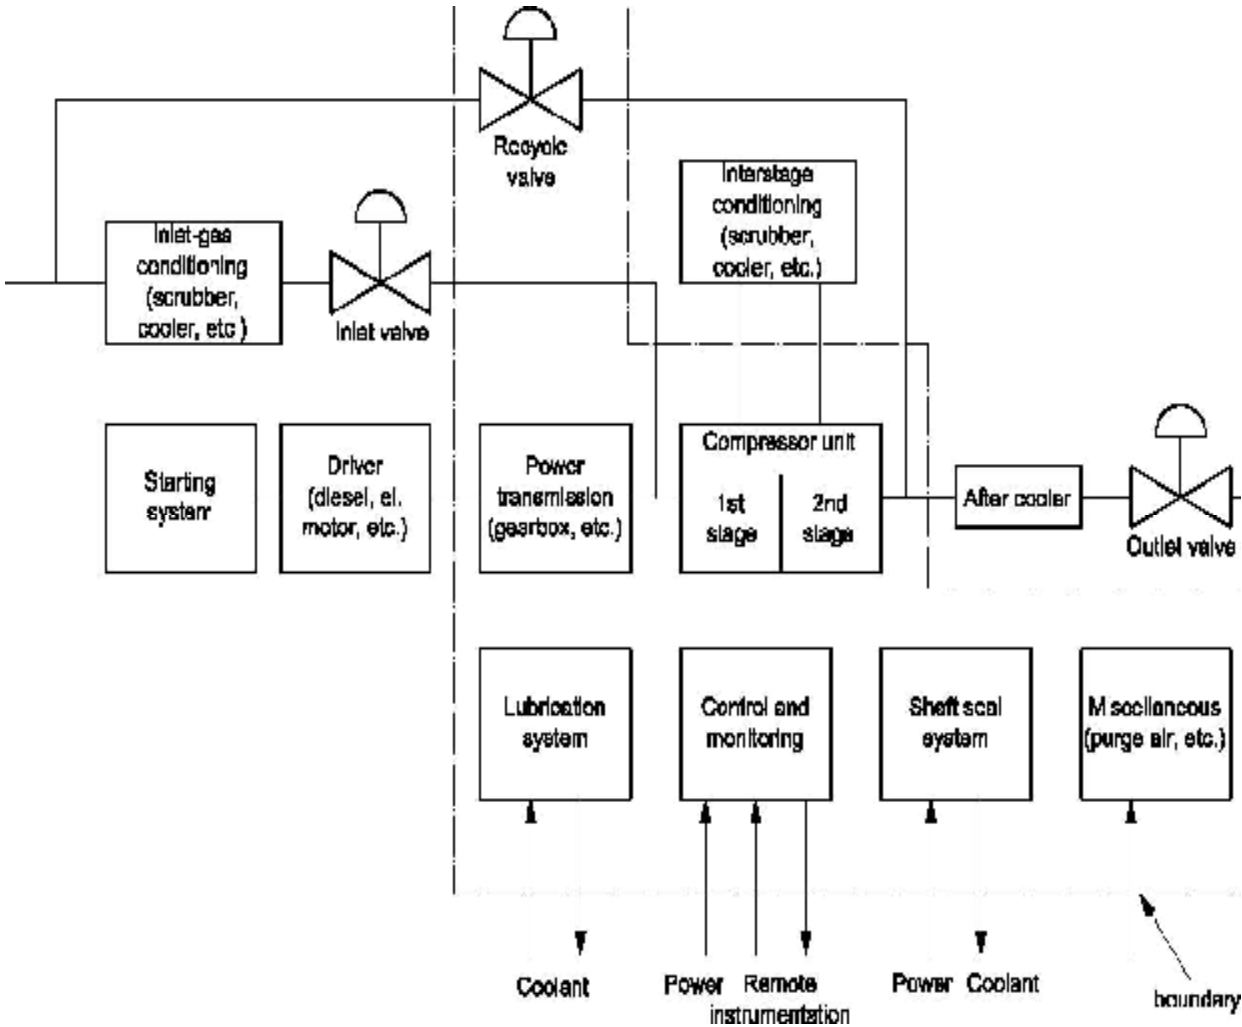 Recycle
valve
Interstage
conditioning
(scrubber,
cooler, etc.)
Inlet-gas
conditioning
(scrubber,
cooler, etc )
Inlet valve
Starting
system
Driver
(diesel, el.
motor, etc.)
Power
transmission
(gearbox, etc.)
Compressor unit
1st
stage
2nd
stage
After cooler
Outlet valve
Lubrication
system
Control and
monitoring
Shaft seal
system
Miscellaneous
(purge air, etc.)
Coolant
Power
Remote
instrumentation
Power
Coolant
boundary